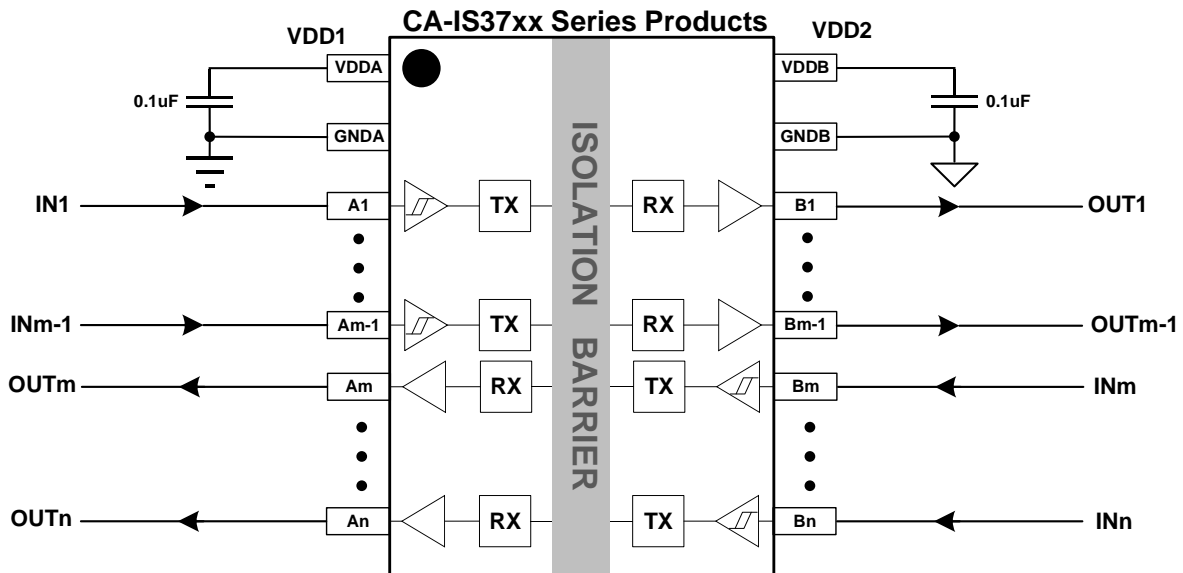 CA-IS37xx Series Products
VDD1
VDD2
VDDA
VDDB
0.1uF
0.1uF
GNDA
GNDB
ISOLATION BARRIER
IN1
A1
TX
RX
B1
OUT1
INm-1
Am-1
TX
RX
Bm-1
OUTm-1
OUTm
Am
RX
TX
Bm
INm
OUTn
An
RX
TX
Bn
INn